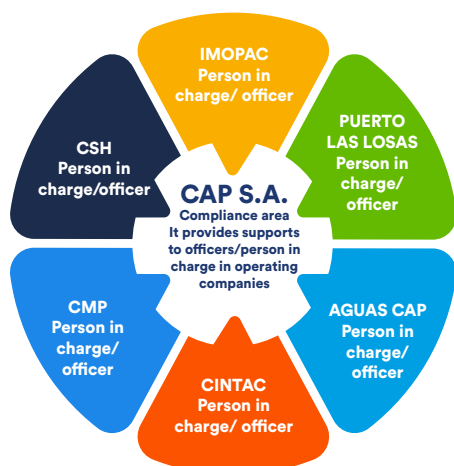 IMOPAC
Person in
charge/ officer
PUERTO
LAS LOSAS
Person in
charge/
officer
CSH
Person in
charge/officer
CAP S.A.
Compliance area
It provides supports
to officers/person in
charge in operating
companies
CMP
Person in
charge/
officer
AGUAS CAP
Person in
charge/
officer
CINTAC
Person in
charge/ officer